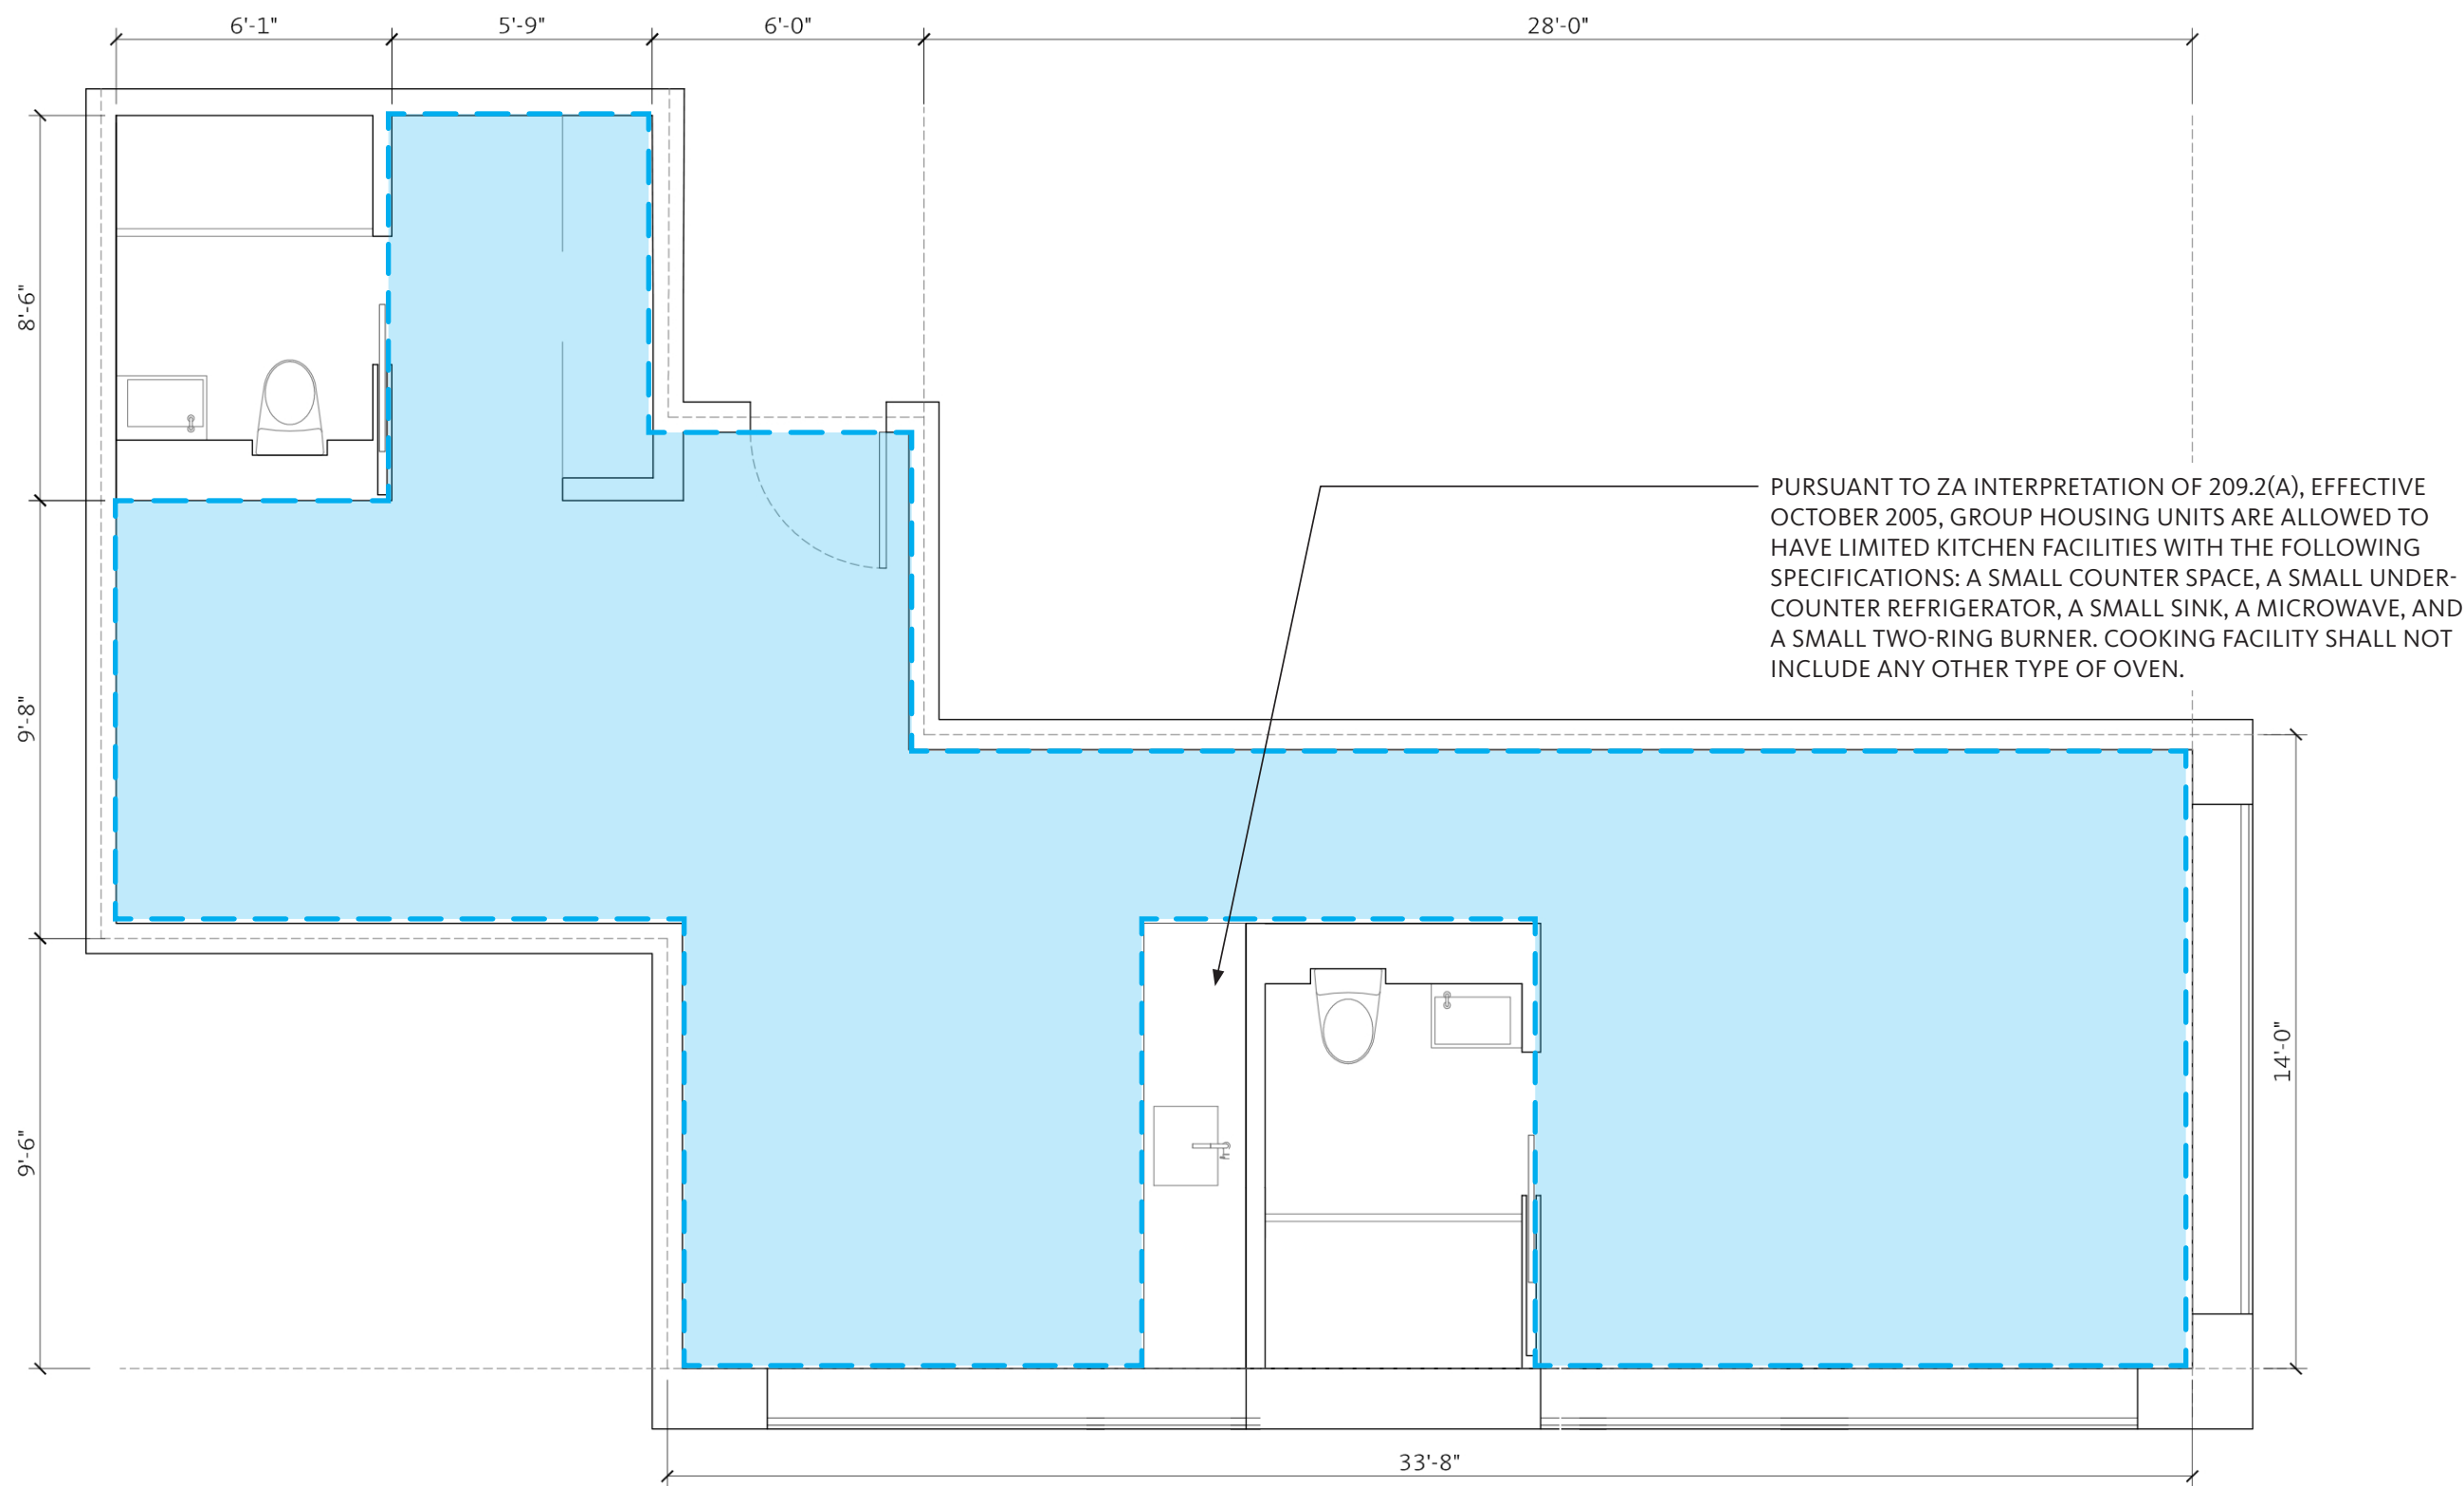 6'-1"
5'-9"
6'-0"
28'-0"
8'-6"
PURSUANT TO ZA INTERPRETATION OF 209.2(A), EFFECTIVE
OCTOBER 2005, GROUP HOUSING UNITS ARE ALLOWED TO
HAVE LIMITED KITCHEN FACILITIES WITH THE FOLLOWING
SPECIFICATIONS: A SMALL COUNTER SPACE, A SMALL UNDER-
COUNTER REFRIGERATOR, A SMALL SINK, A MICROWAVE, AND
A SMALL TWO-RING BURNER. COOKING FACILITY SHALL NOT
INCLUDE ANY OTHER TYPE OF OVEN.
9'-8"
14'-0"
9'-6"
33'-8"